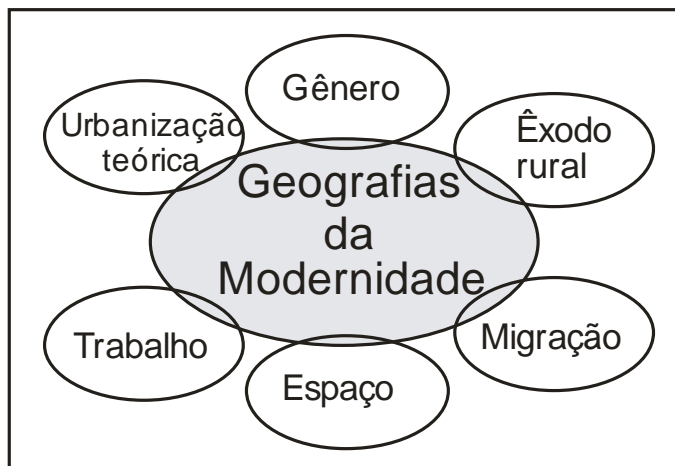 Gênero
Urbanização
teórica
Êxodo
rural
Geografias
da
Modernidade
Trabalho
Migração
Espaço